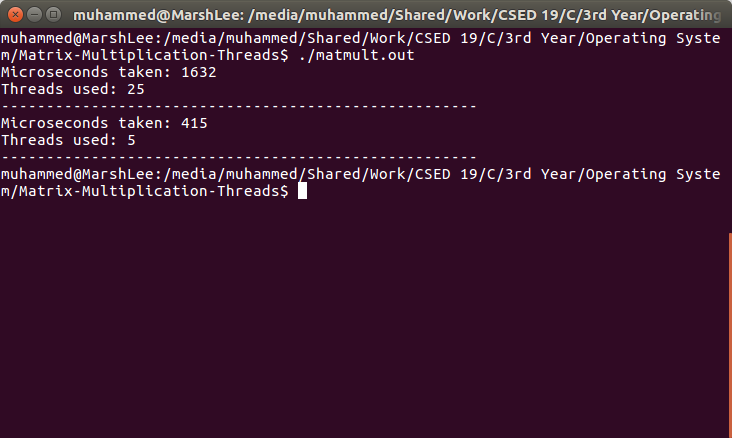 muhammed@MarshLee: /media/muhammed/Shared/Work/CSED 19/C/3rd Year/Operating
muhammed@MarshLee:/media/muhammed/Shared/Work/CSED 19/C/3rd Year/Operating Syste
m/Matrix-Multiplication-Threads$ ./matmult.out
Microseconds taken: 1632
Threads used: 25
-----------------------------------------------------
Microseconds taken: 415
Threads used: 5
-----------------------------------------------------
muhammed@MarshLee:/media/muhammed/Shared/Work/CSED 19/C/3rd Year/Operating Syste
m/Matrix-Multiplication-Threads$